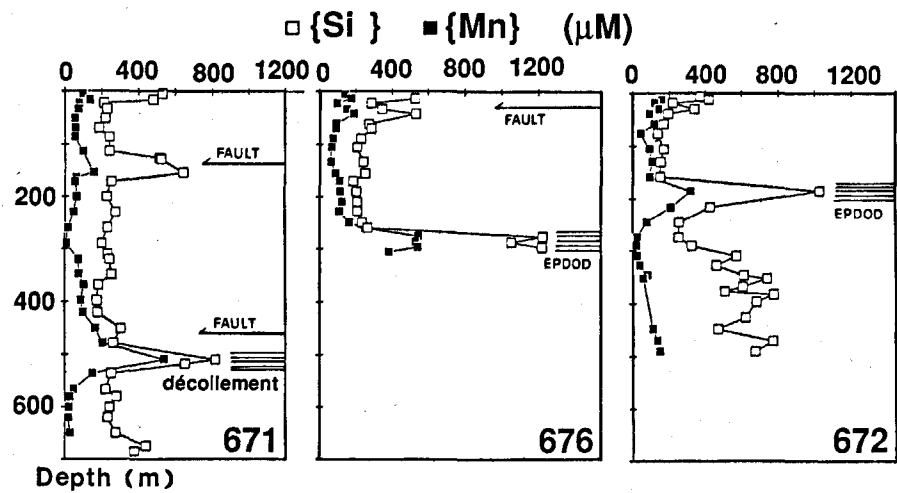 □ {Si } ■ {Mn} (μM)
0 400 800 1200
0 400 800 1200
0 400 800 1200
FAULT
FAULT
FAULT
200
400
600
EPDOD
EPDOD
décollement
671
676
672
Depth (m)